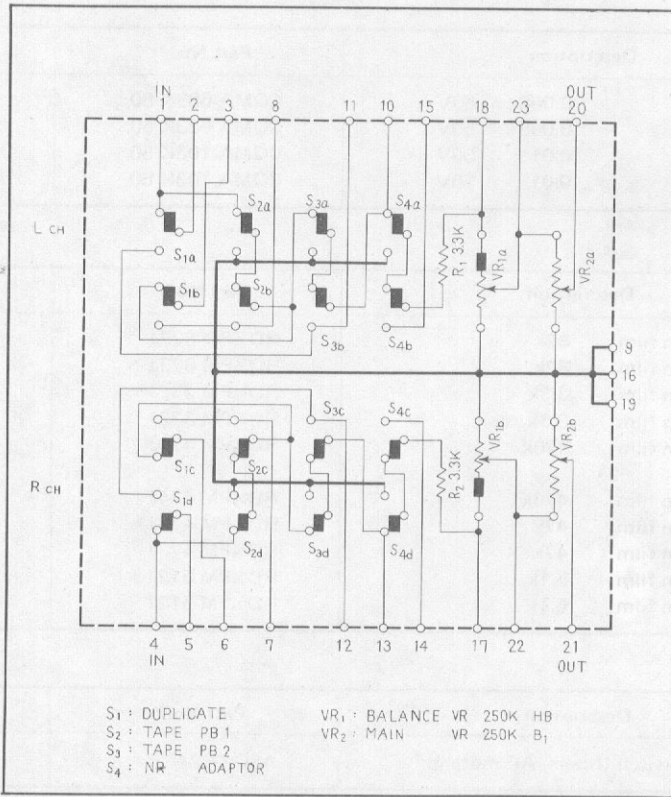 IN OUT
1 2 3 8 11 10 15 18 23 20
L CH
S2a S3a S4a
S1a
R1 3.3K
VR1a
VR2a
S1b S2b
S3b S4b
9
16
19
S3c S4c
VR1b
VR2b
S1c S2c
R2 3.3K
R CH
S1d
S2d S3d S4d
4 5 6 7 12 13 14 17 22 21
IN OUT
S1 : DUPLICATE VR1 : BALANCE VR 250K HB
S2 : TAPE PB 1 VR2 : MAIN VR 250K B1
S3 : TAPE PB 2
S4 : NR ADAPTOR